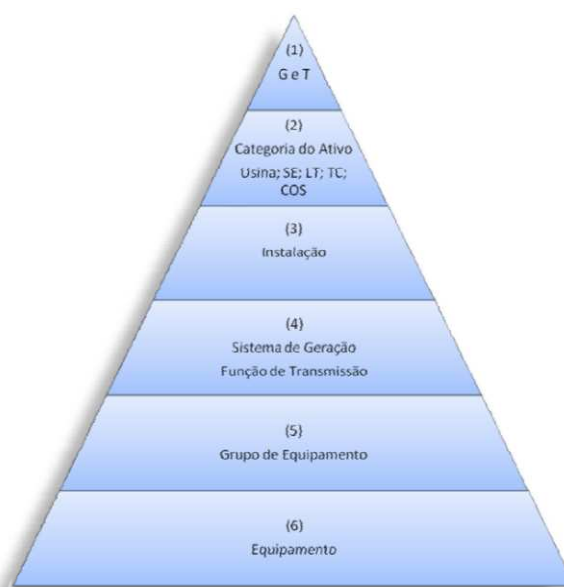 (1)
G e T
(2)
Categoria do Ativo
Usina; SE; LT; TC;
COS
(3)
Instalação
(4)
Sistema de Geração
Função de Transmissão
(5)
Grupo de Equipamento
(6)
Equipamento